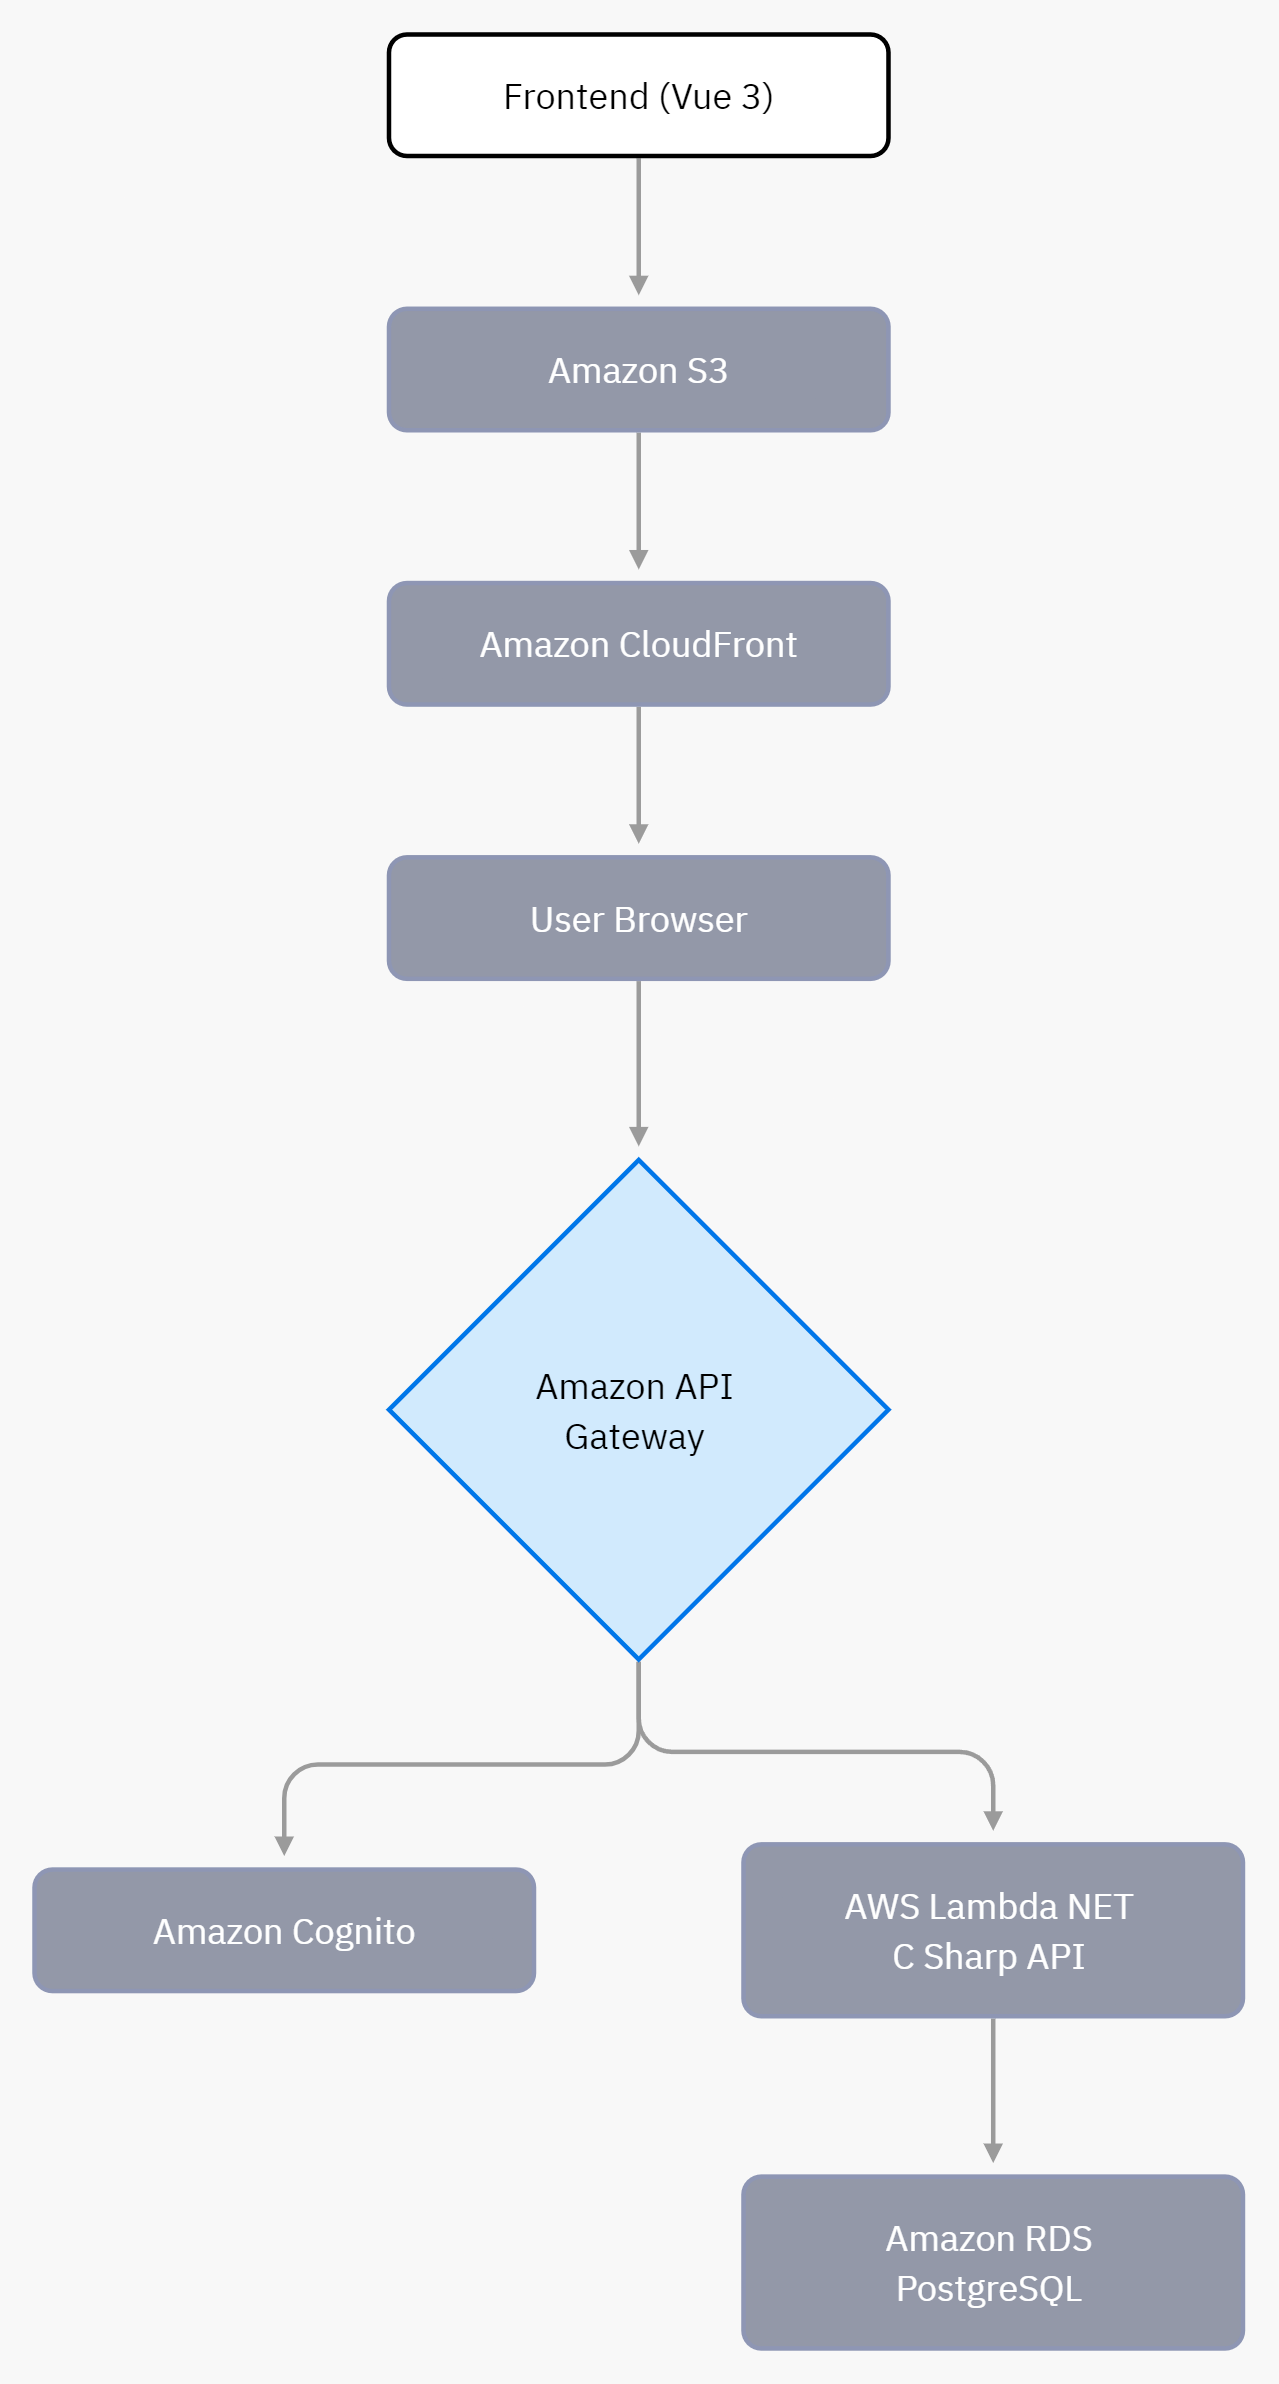 Frontend (Vue 3)
Amazon S3
Amazon CloudFront
User Browser
Amazon API
Gateway
Amazon Cognito
AWS Lambda NET
C Sharp API
Amazon RDS
PostgreSQL